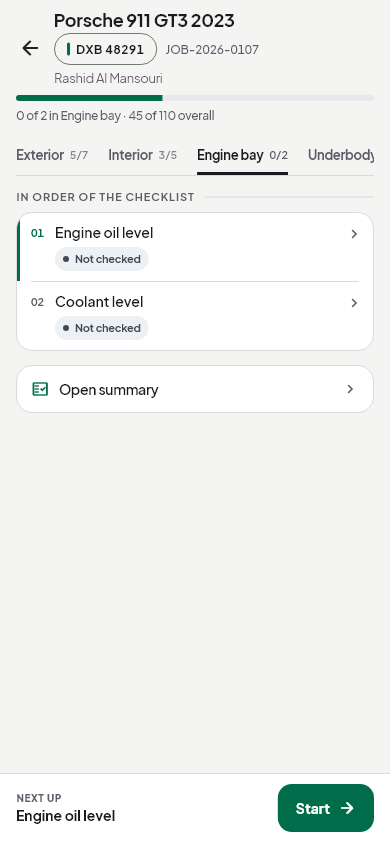 Porsche 911 GT3 2023
DXB 48291 JOB-2026-0107
Rashid Al Mansouri
0 of 2 in Engine bay · 45 of 110 overall
Exterior 5/7 Interior 3/5 Engine bay 0/2 Underbody
IN ORDER OF THE CHECKLIST
01 Engine oil level
Not checked
02 Coolant level
Not checked
Open summary
NEXT UP
Engine oil level
Start